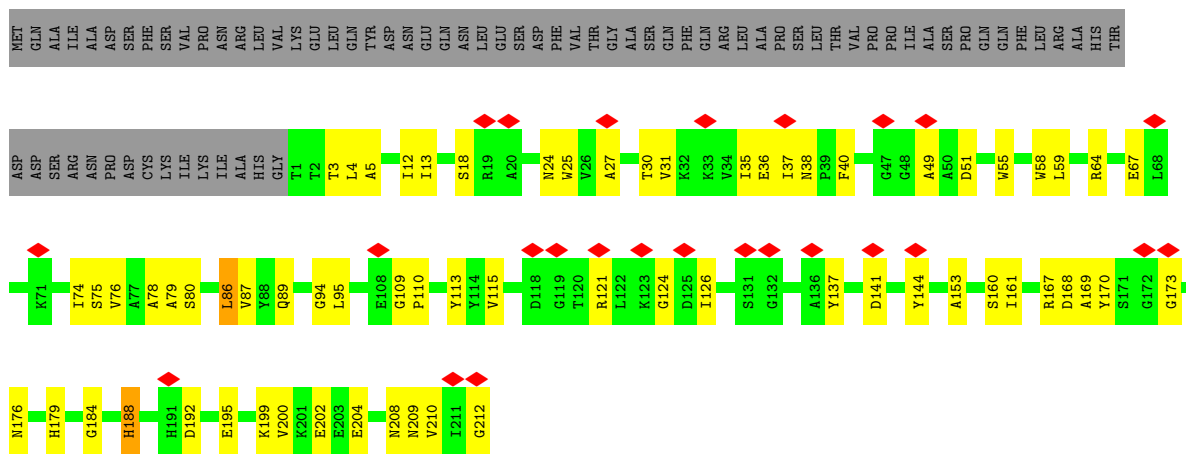 MET GLN ALA ILE ALA ASP SER PHE SER VAL PRO ASN ARG LEU VAL LYS GLU LEU GLN TYR ASP ASN GLU GLN ASN LEU GLU SER ASP PHE VAL THR GLY ALA SER GLN PHE GLN ARG LEU ALA PRO SER LEU THR VAL PRO PRO ILE ALA SER PRO GLN GLN PHE LEU ARG ALA HIS THR
ASP ASP SER ARG ASN PRO ASP CYS LYS ILE LYS ILE ALA HIS GLY T1 T2 T3 L4 A5 I12 I13 S18 R19 A20 N24 W25 V26 A27 T30 V31 K32 K33 V34 I35 E36 I37 N38 P39 F40 G47 G48 A49 A50 D51 W55 W58 L59 R64 E67 L68
K71 I74 S75 V76 A77 A78 A79 S80 L86 V87 Y88 Q89 G94 L95 E108 G109 P110 Y113 Y114 V115 D118 G119 T120 R121 L122 K123 G124 D125 I126 S131 G132 A136 Y137 D141 Y144 A153 S160 I161 R167 D168 A169 Y170 S171 G172 G173
N176 H179 G184 H188 H191 D192 E195 K199 V200 K201 E202 E203 E204 N208 N209 V210 I211 G212